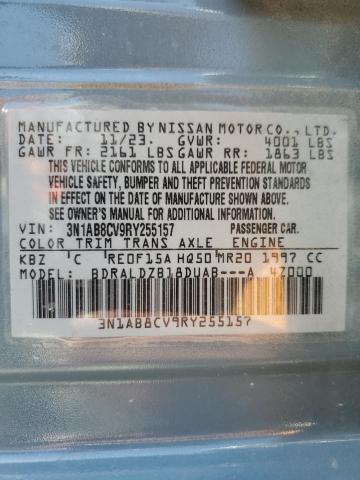 MANUFACTURED BY NISSAN MOTOR CO., LTD.
DATE: 11/23. GVWR: 4001 LBS
GAWR FR: 2161 LBS GAWR RR: 1863 LBS
THIS VEHICLE CONFORMS TO ALL APPLICABLE FEDERAL MOTOR
VEHICLE SAFETY, BUMPER AND THEFT PREVENTION STANDARDS
IN EFFECT ON THE DATE OF MANUFACTURE SHOWN ABOVE.
SEE OWNER'S MANUAL FOR ADDITIONAL INFORMATION.
VIN: 3N1AB8CV9RY255157 PASSENGER CAR.
COLOR TRIM TRANS AXLE ENGINE
KBZ C RE0F15A HQ50 MR20 1997 CC
MODEL: BDRALDZB18DUAB---A 4Z000
3N1AB8CV9RY255157